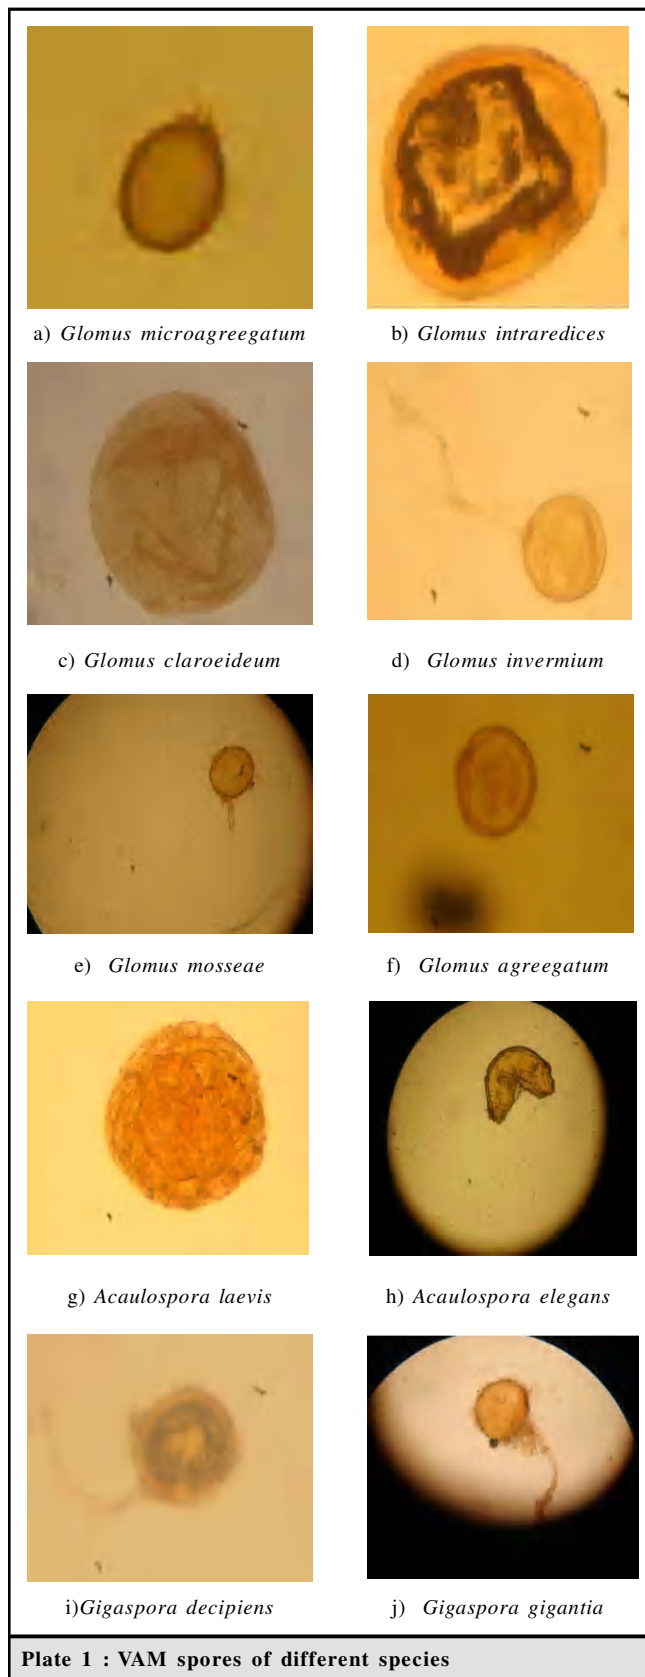 a) Glomus microagreegatum
b) Glomus intraredices
c) Glomus claroeideum
d) Glomus invermium
e) Glomus mosseae
f) Glomus agreegatum
g) Acaulospora laevis
h) Acaulospora elegans
i)Gigaspora decipiens
j) Gigaspora gigantia
Plate 1 : VAM spores of different species